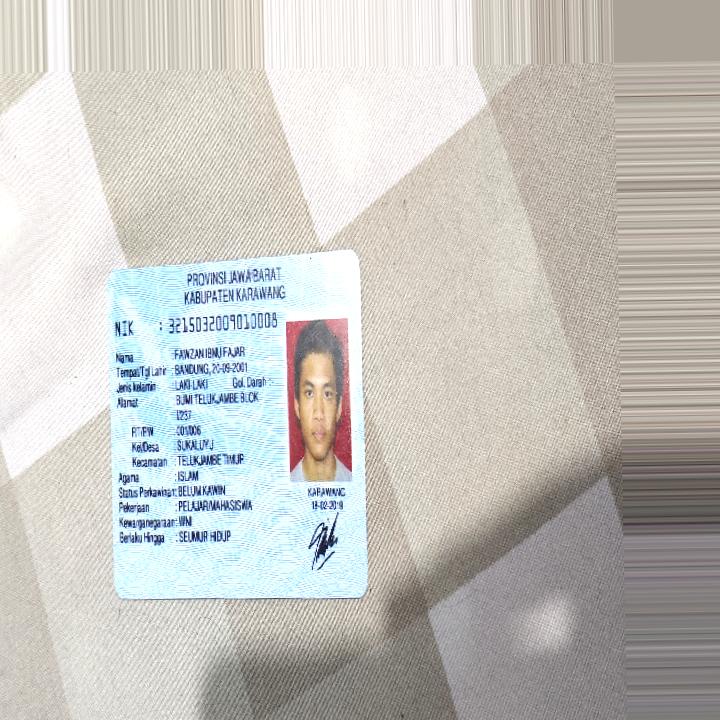 PROVINSI JAWA BARAT
KABUPATEN KARAWANG
NIK : 3215032009010008
Nama : FAWZAN IBNU FAJAR
Tempat/Tgl Lahir : BANDUNG, 20-09-2001
Jenis kelamin : LAKI-LAKI Gol. Darah :
Alamat : BUMI TELUKJAMBE BLOK
I/237
RT/RW : 001/006
Kel/Desa : SUKALUYU
Kecamatan : TELUKJAMBE TIMUR
Agama : ISLAM
Status Perkawinan: BELUM KAWIN
Pekerjaan : PELAJAR/MAHASISWA
Kewarganegaraan: WNI
Berlaku Hingga : SEUMUR HIDUP
KARAWANG
18-02-2019